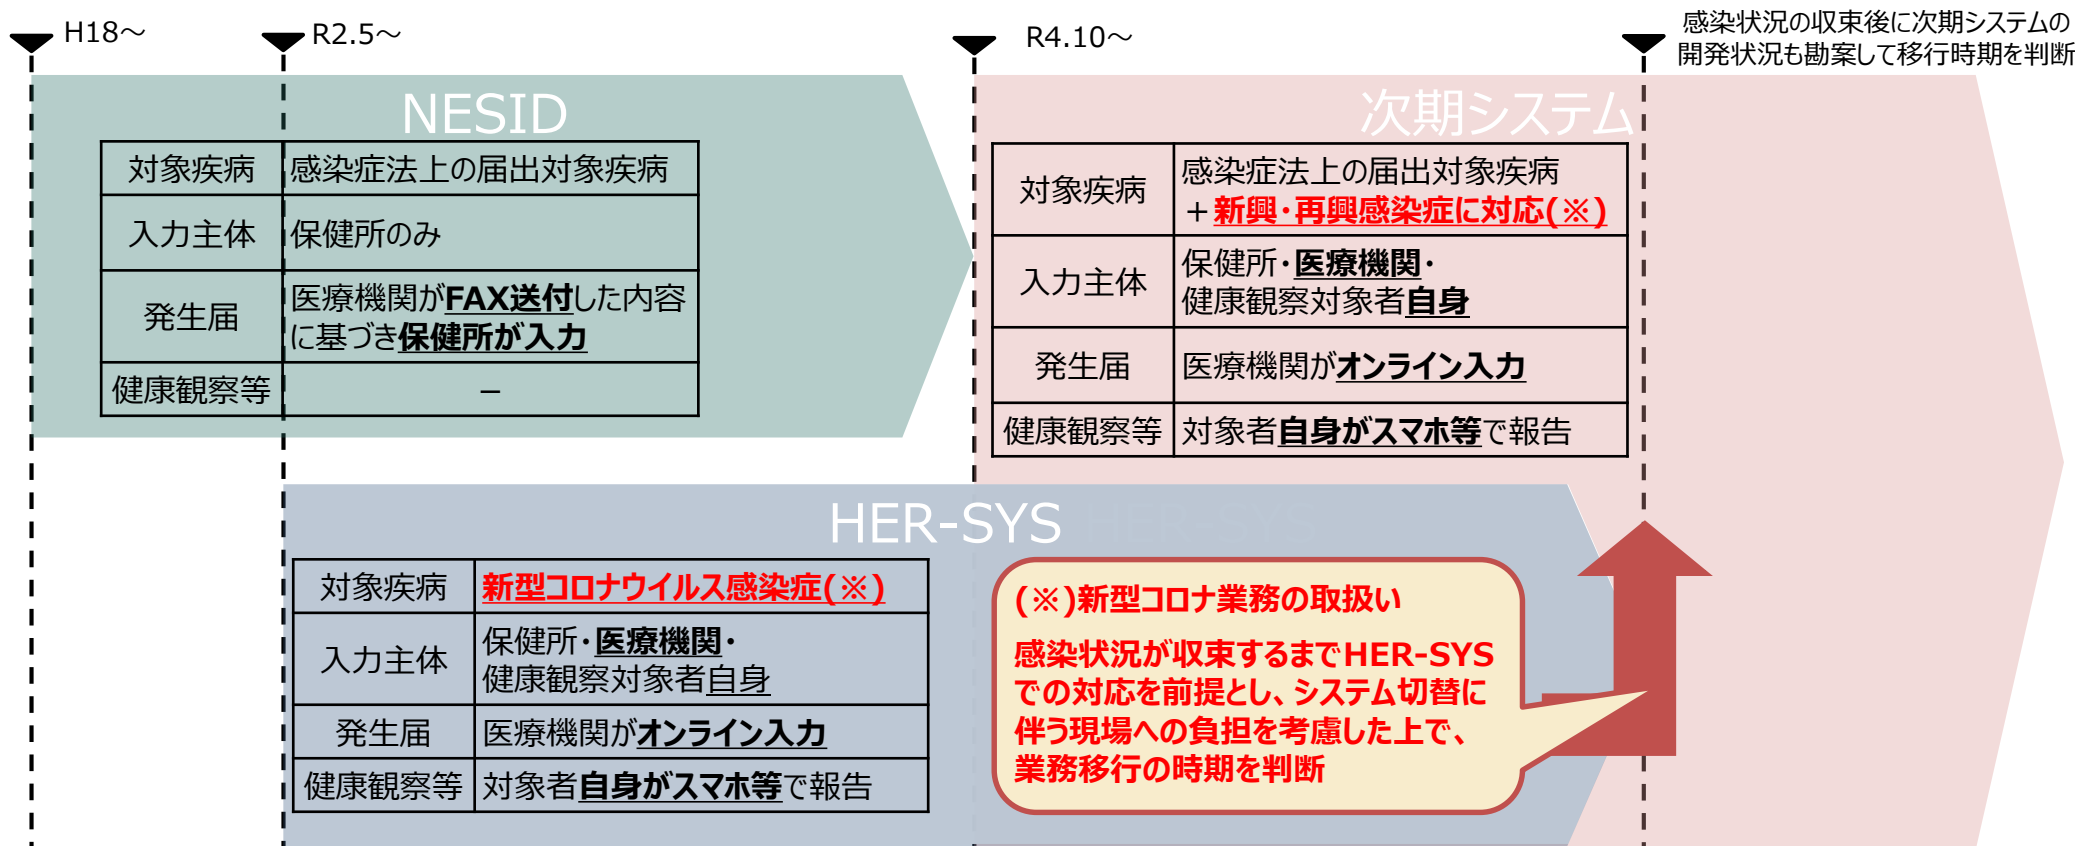 H18～
R2.5～
R4.10～
感染状況の収束後に次期システムの
開発状況も勘案して移行時期を判断
NESID
対象疾病
感染症法上の届出対象疾病
入力主体
保健所のみ
発生届
医療機関がFAX送付した内容
に基づき保健所が入力
健康観察等
－
次期システム
対象疾病
感染症法上の届出対象疾病
＋新興・再興感染症に対応(※)
入力主体
保健所・医療機関・
健康観察対象者自身
発生届
医療機関がオンライン入力
健康観察等
対象者自身がスマホ等で報告
HER-SYS
HER-SYS
対象疾病
新型コロナウイルス感染症(※)
入力主体
保健所・医療機関・
健康観察対象者自身
発生届
医療機関がオンライン入力
健康観察等
対象者自身がスマホ等で報告
(※)新型コロナ業務の取扱い
感染状況が収束するまでHER-SYS
での対応を前提とし、システム切替に
伴う現場への負担を考慮した上で、
業務移行の時期を判断